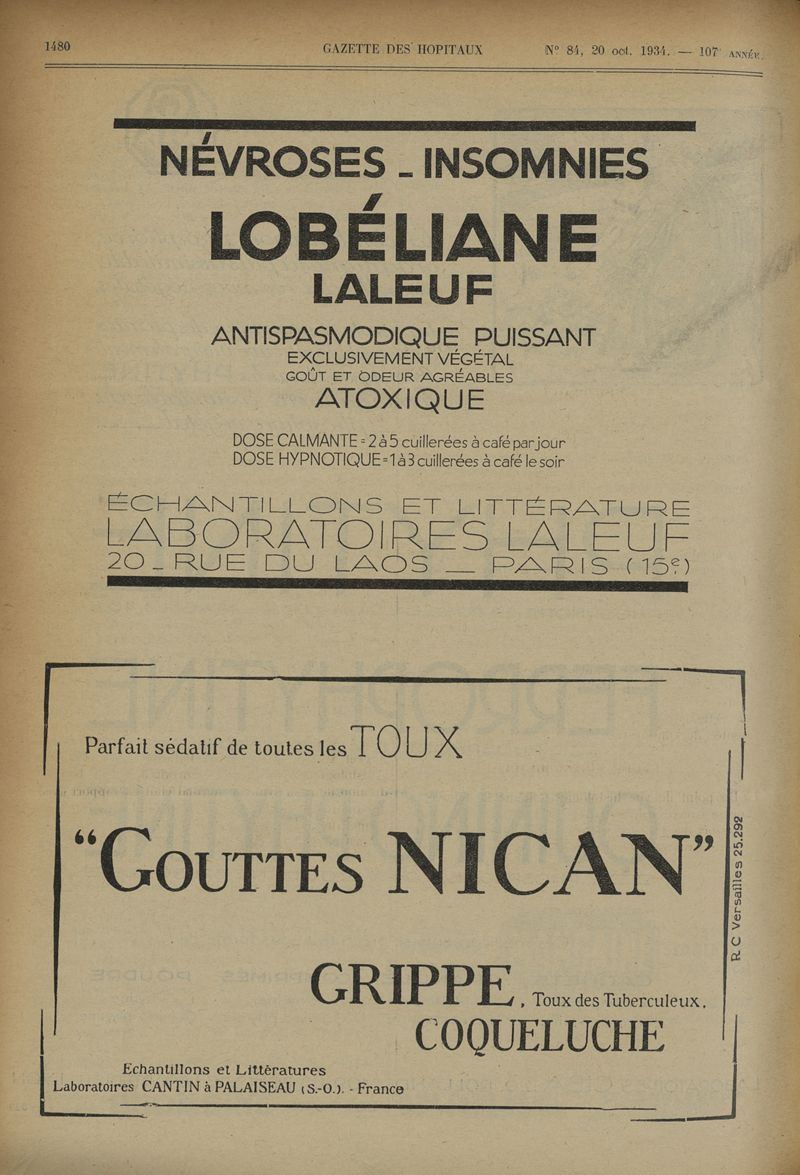 1480 GAZETTE DES HOPITAUX Nº 84, 20 oct. 1934. — 107 ANNÉE.
NÉVROSES - INSOMNIES
LOBÉLIANE
LALEUF
ANTISPASMODIQUE PUISSANT
EXCLUSIVEMENT VÉGÉTAL
GOÛT ET ODEUR AGRÉABLES
ATOXIQUE
DOSE CALMANTE = 2 à 5 cuillerées à café par jour
DOSE HYPNOTIQUE = 1 à 3 cuillerées à café le soir
ÉCHANTILLONS ET LITTÉRATURE
LABORATOIRES LALEUF
20 - RUE DU LAOS — PARIS (15e)
Parfait sédatif de toutes les TOUX
“GOUTTES NICAN”
GRIPPE, Toux des Tuberculeux,
COQUELUCHE
Echantillons et Littératures
Laboratoires CANTIN à PALAISEAU (S.-O.). - France
R.C Versailles 25.292